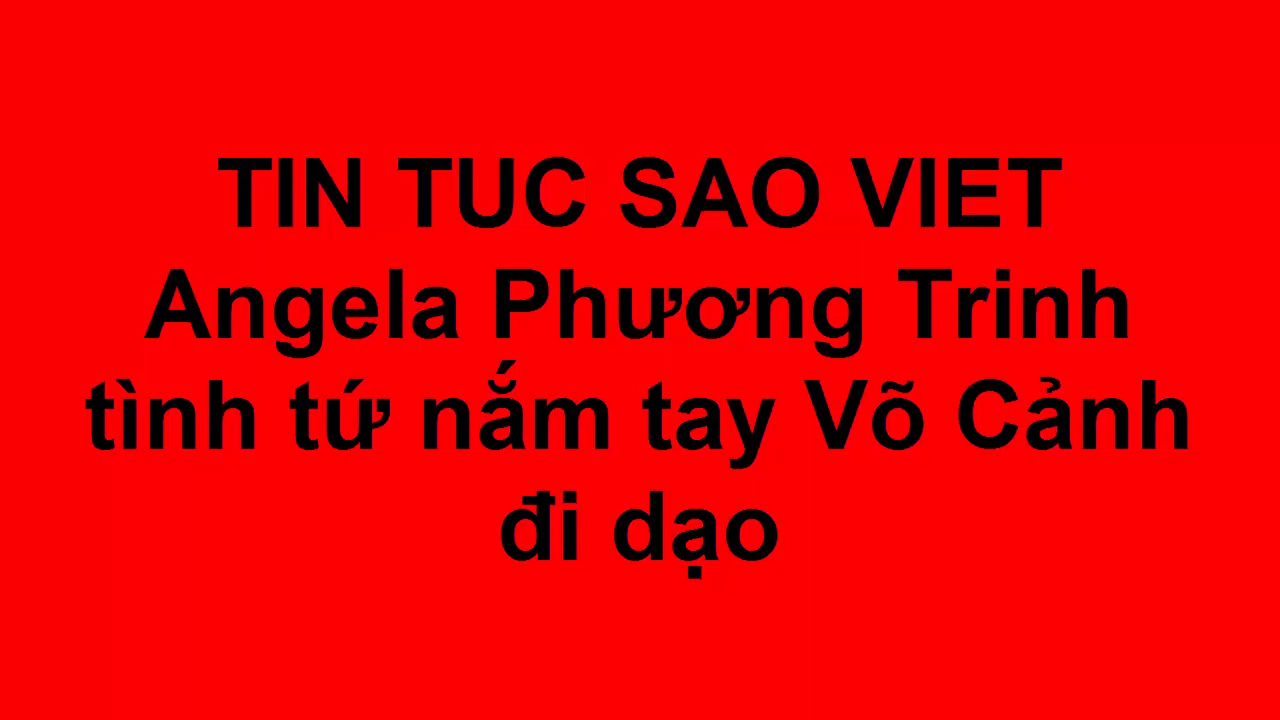 TIN TUC SAO VIET
Angela Phương Trinh
tình tứ nắm tay Võ Cảnh
đi dạo